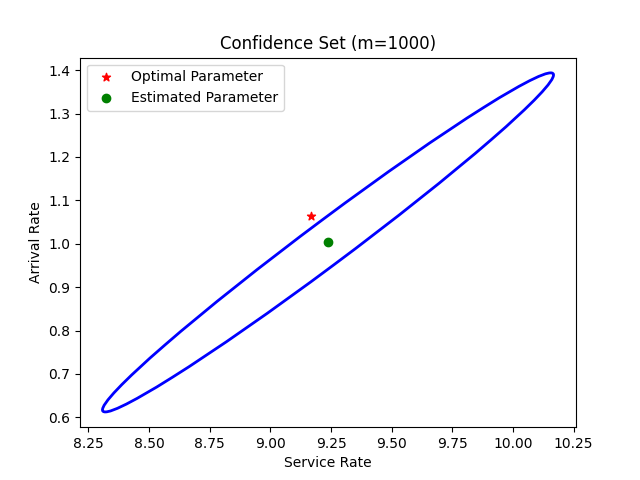 Confidence Set (m=1000)
Optimal Parameter
Estimated Parameter
1.4
1.3
1.2
1.1
1.0
0.9
0.8
0.7
0.6
Arrival Rate
8.25 8.50 8.75 9.00 9.25 9.50 9.75 10.00 10.25
Service Rate